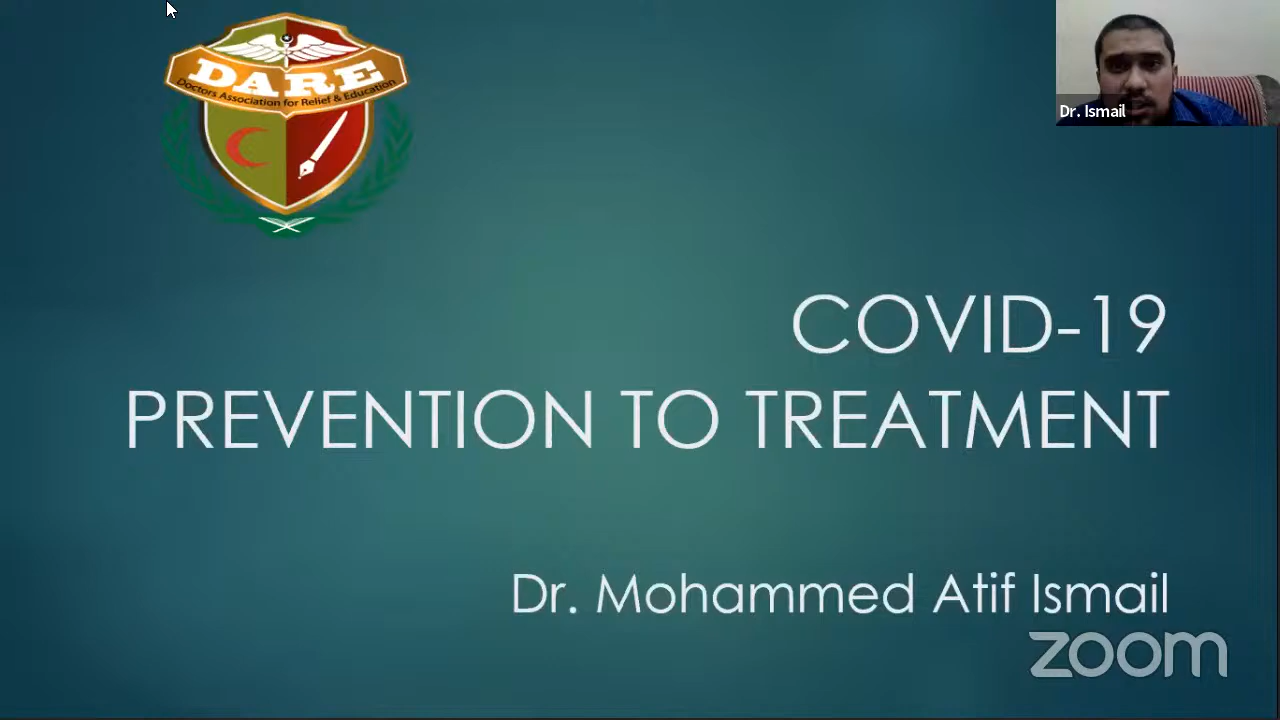 DARE
Doctors Association for Relief & Education
Dr. Ismail
COVID-19
PREVENTION TO TREATMENT
Dr. Mohammed Atif Ismail
zoom